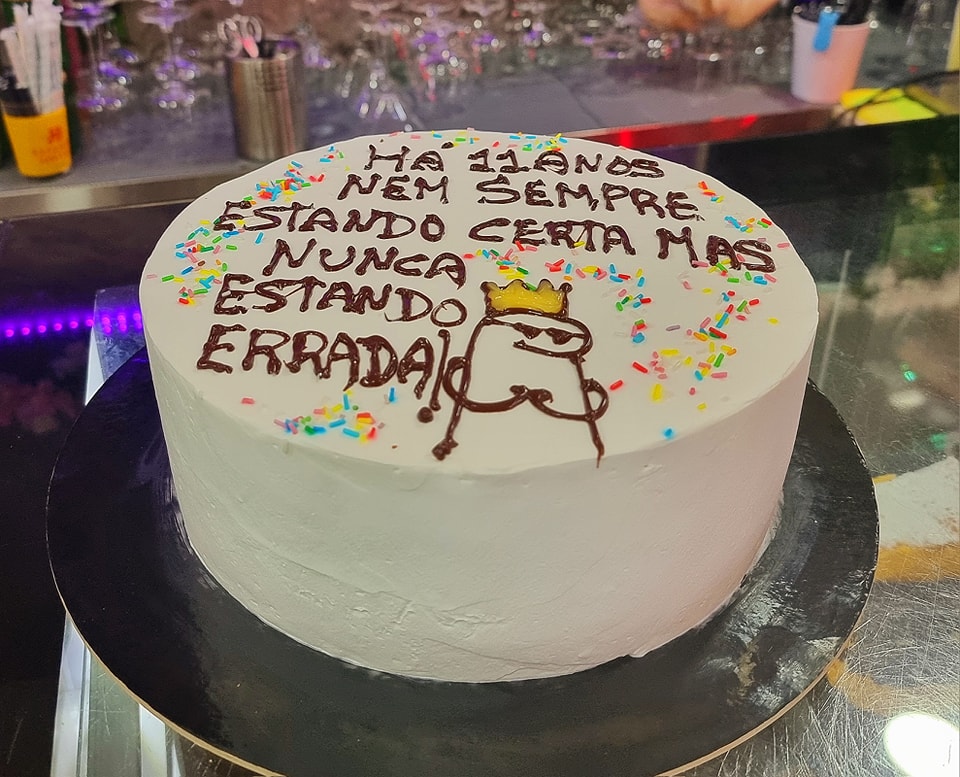 HÁ 11 ANOS
NEM SEMPRE
ESTANDO CERTA MAS
NUNCA
ESTANDO
ERRADA!